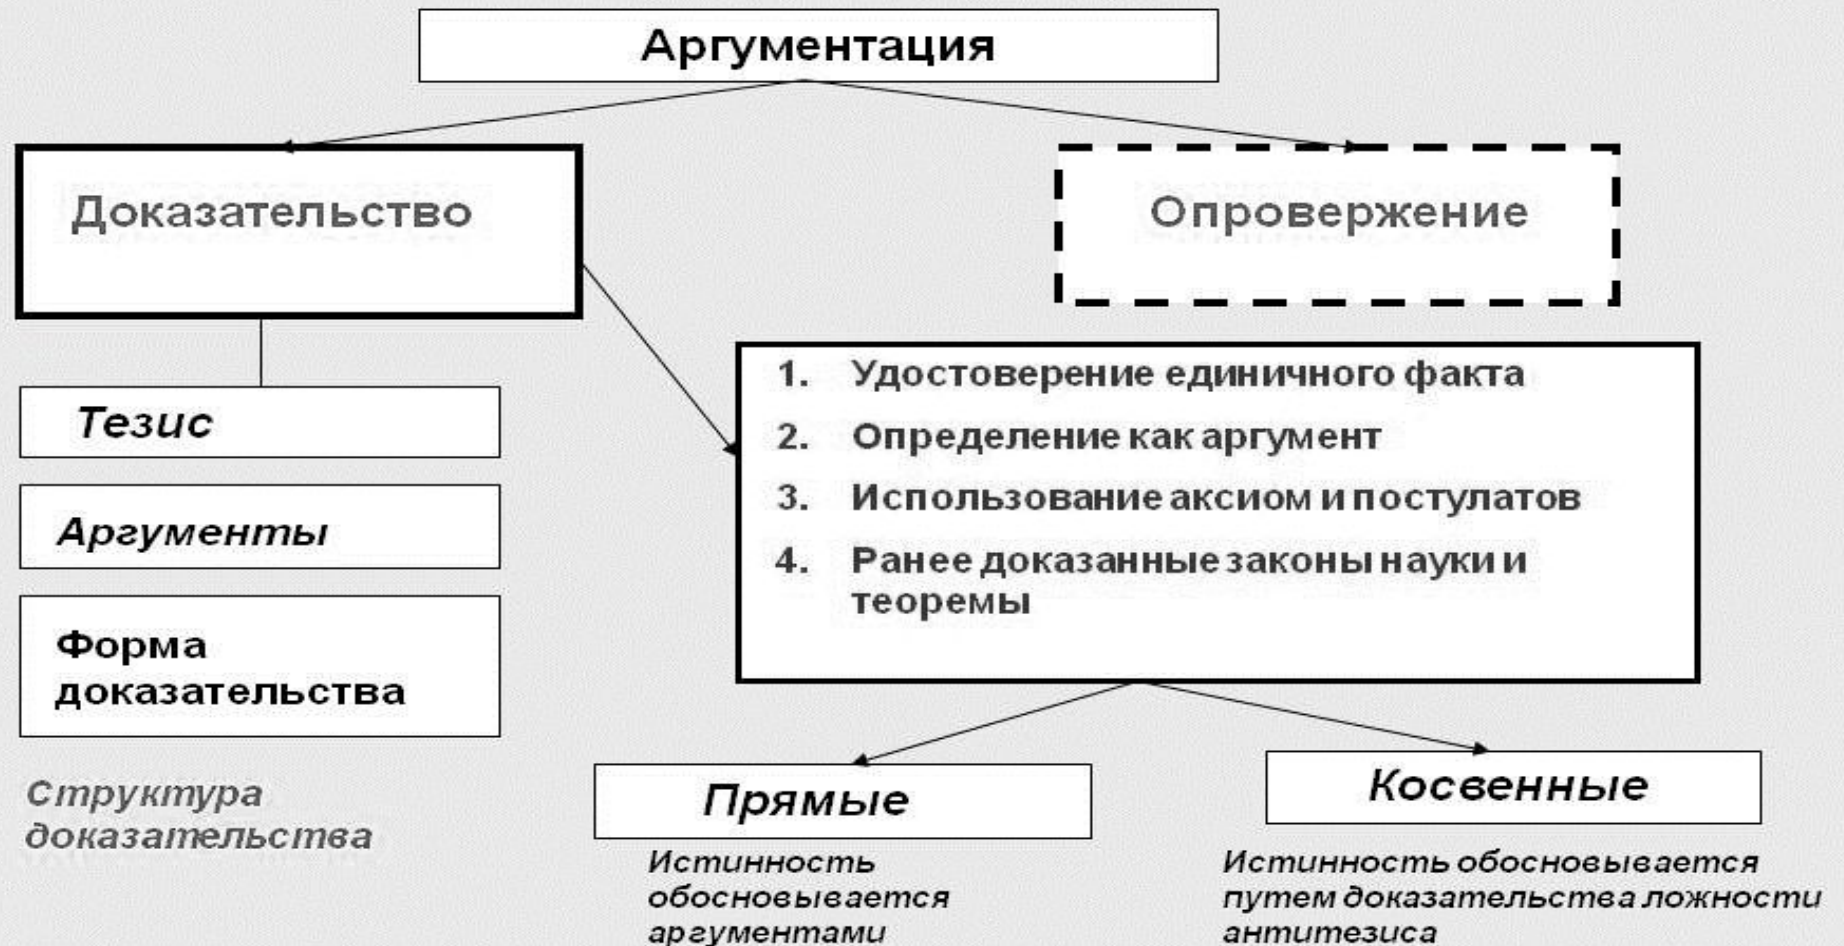 Аргументация
Доказательство
Опровержение
Тезис
Аргументы
Форма
доказательства
Структура
доказательства
1. Удостоверение единичного факта
2. Определение как аргумент
3. Использование аксиом и постулатов
4. Ранее доказанные законы науки и
теоремы
Прямые
Истинность
обосновывается
аргументами
Косвенные
Истинность обосновывается
путем доказательства ложности
антитезиса